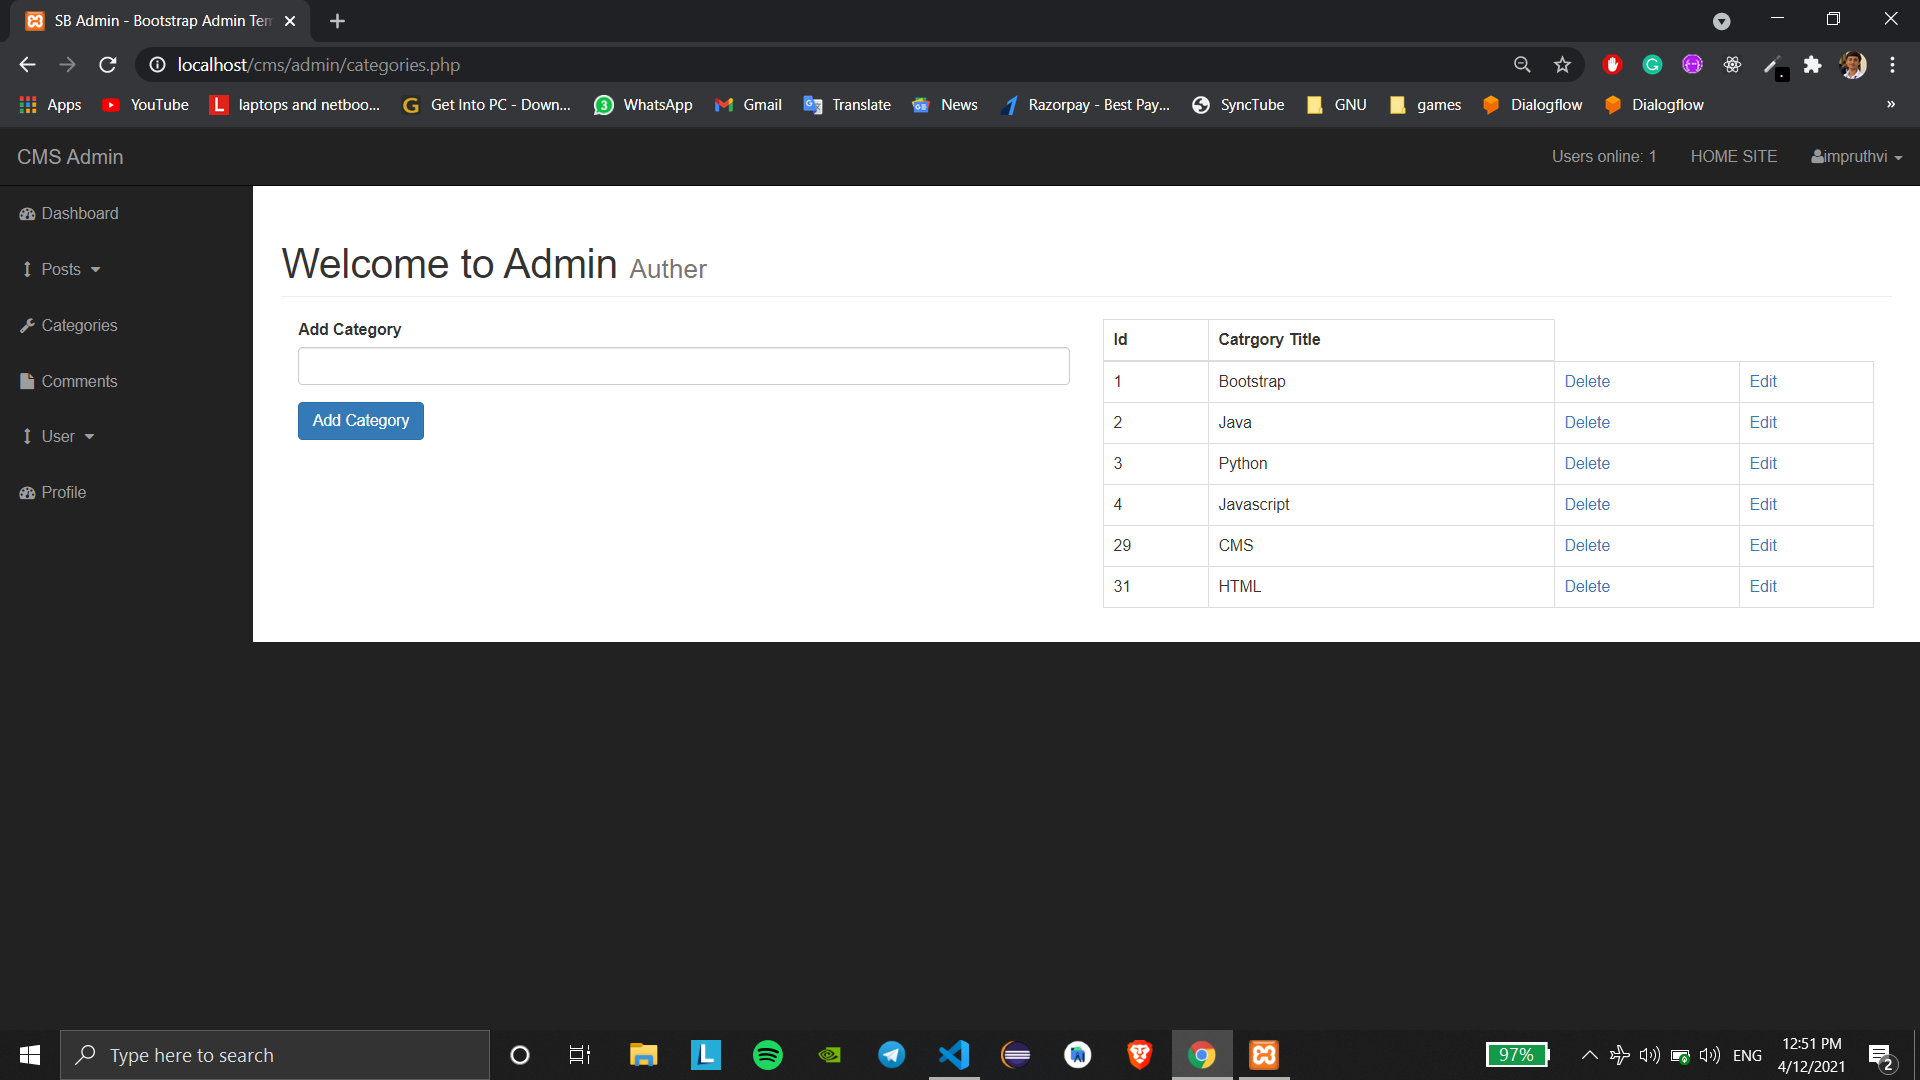 SB Admin - Bootstrap Admin Tem
localhost/cms/admin/categories.php
Apps YouTube laptops and netboo... Get Into PC - Down... WhatsApp Gmail Translate News Razorpay - Best Pay... SyncTube GNU games Dialogflow Dialogflow »
CMS Admin Users online: 1 HOME SITE impruthvi
Dashboard
Posts
Categories
Comments
User
Profile
Welcome to Admin Auther
Add Category
Add Category
Id Catrgory Title
1 Bootstrap Delete Edit
2 Java Delete Edit
3 Python Delete Edit
4 Javascript Delete Edit
29 CMS Delete Edit
31 HTML Delete Edit
Type here to search
97%
ENG
12:51 PM
4/12/2021
2